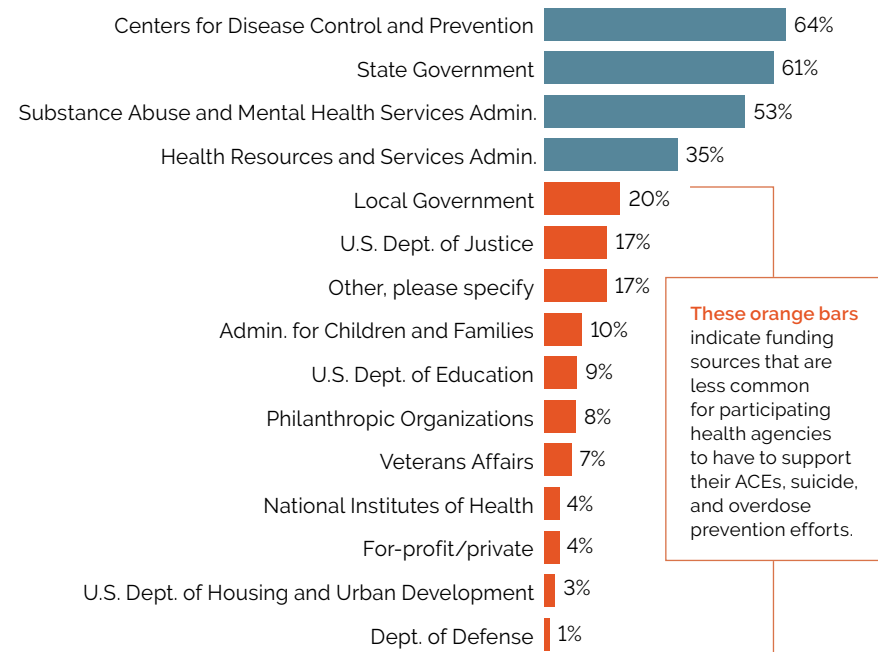 Centers for Disease Control and Prevention 64%
State Government 61%
Substance Abuse and Mental Health Services Admin. 53%
Health Resources and Services Admin. 35%
Local Government 20%
U.S. Dept. of Justice 17%
Other, please specify 17%
Admin. for Children and Families 10%
U.S. Dept. of Education 9%
Philanthropic Organizations 8%
Veterans Affairs 7%
National Institutes of Health 4%
For-profit/private 4%
U.S. Dept. of Housing and Urban Development 3%
Dept. of Defense 1%
These orange bars
indicate funding
sources that are
less common
for participating
health agencies
to have to support
their ACEs, suicide,
and overdose
prevention efforts.